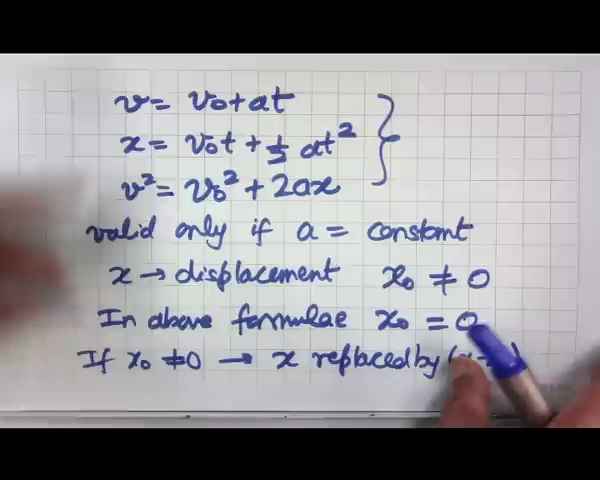 v = v₀ + at
x = v₀t + ½ at²
v² = v₀² + 2ax
valid only if a = constant
x → displacement x₀ ≠ 0
In above formulae x₀ = 0
If x₀ ≠ 0 → x replaced by (